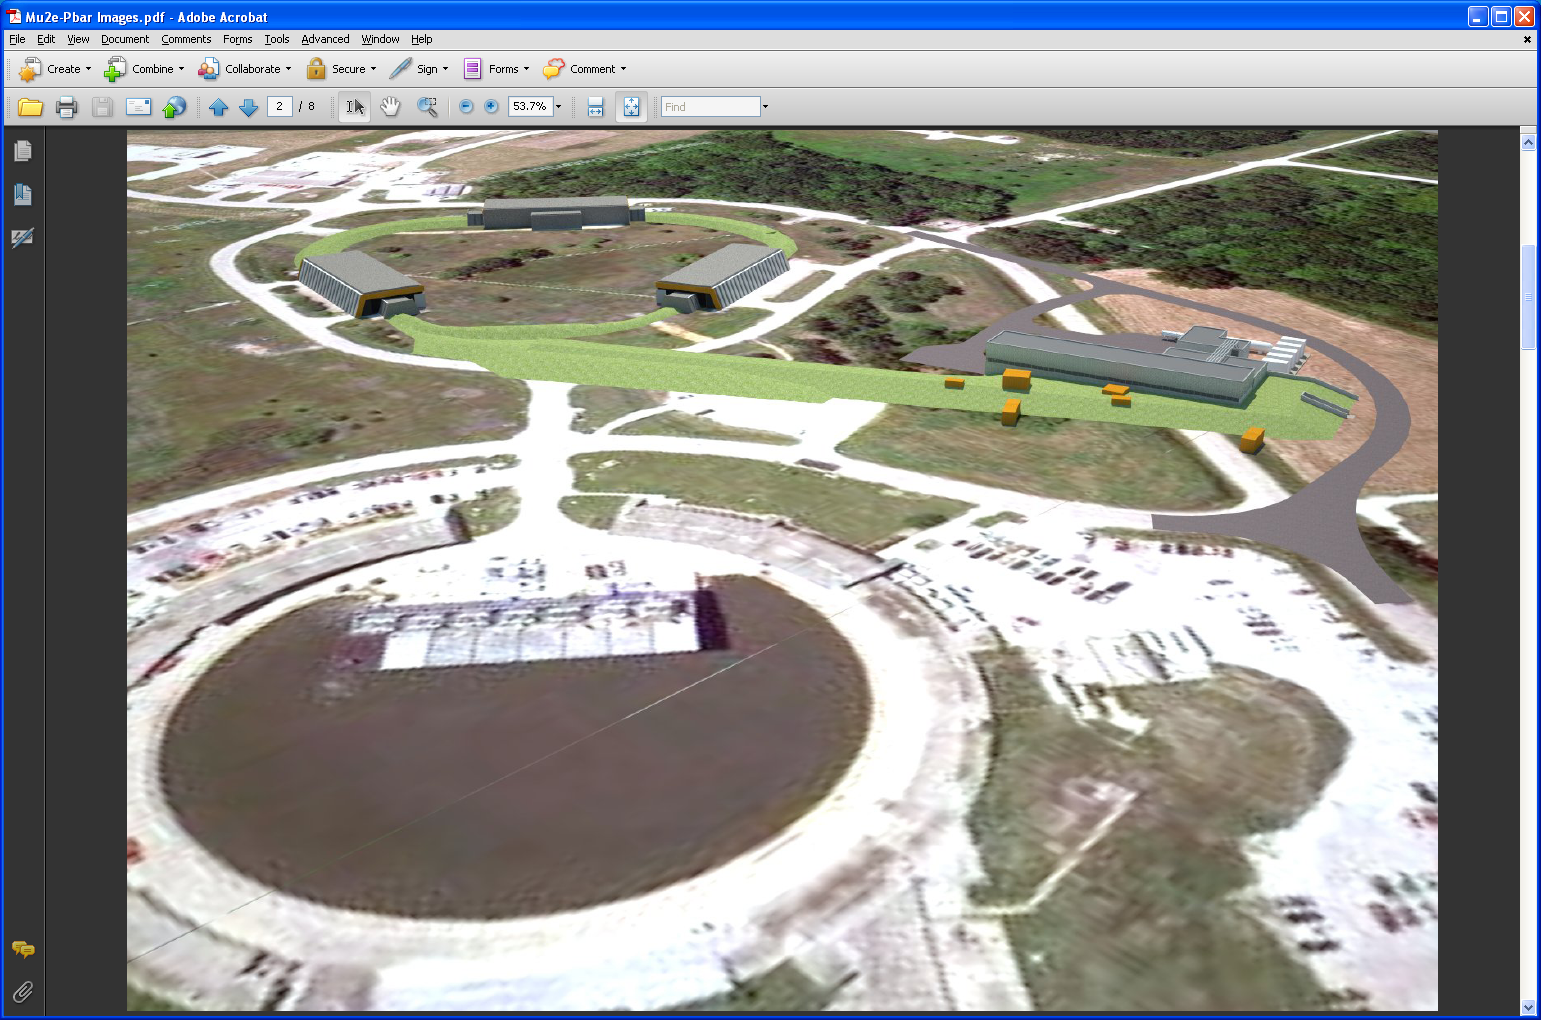 Mu2e-Pbar Images.pdf - Adobe Acrobat
File Edit View Document Comments Forms Tools Advanced Window Help
Create Combine Collaborate Secure Sign Forms Comment
2 / 8 53.7% Find